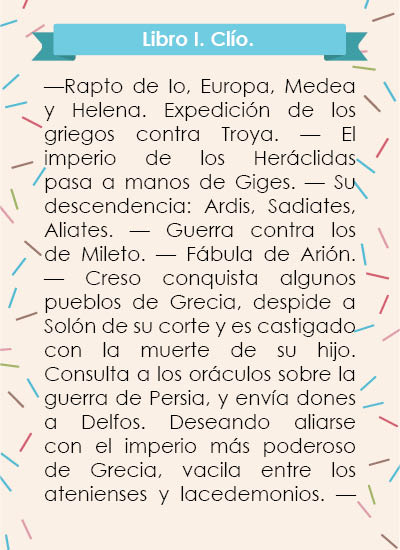 Libro I. Clío.
—Rapto de Io, Europa, Medea
y Helena. Expedición de los
griegos contra Troya. — El
imperio de los Heráclidas
pasa a manos de Giges. — Su
descendencia: Ardis, Sadiates,
Aliates. — Guerra contra los
de Mileto. — Fábula de Arión.
— Creso conquista algunos
pueblos de Grecia, despide a
Solón de su corte y es castigado
con la muerte de su hijo.
Consulta a los oráculos sobre la
guerra de Persia, y envía dones
a Delfos. Deseando aliarse
con el imperio más poderoso
de Grecia, vacila entre los
atenienses y lacedemonios. —